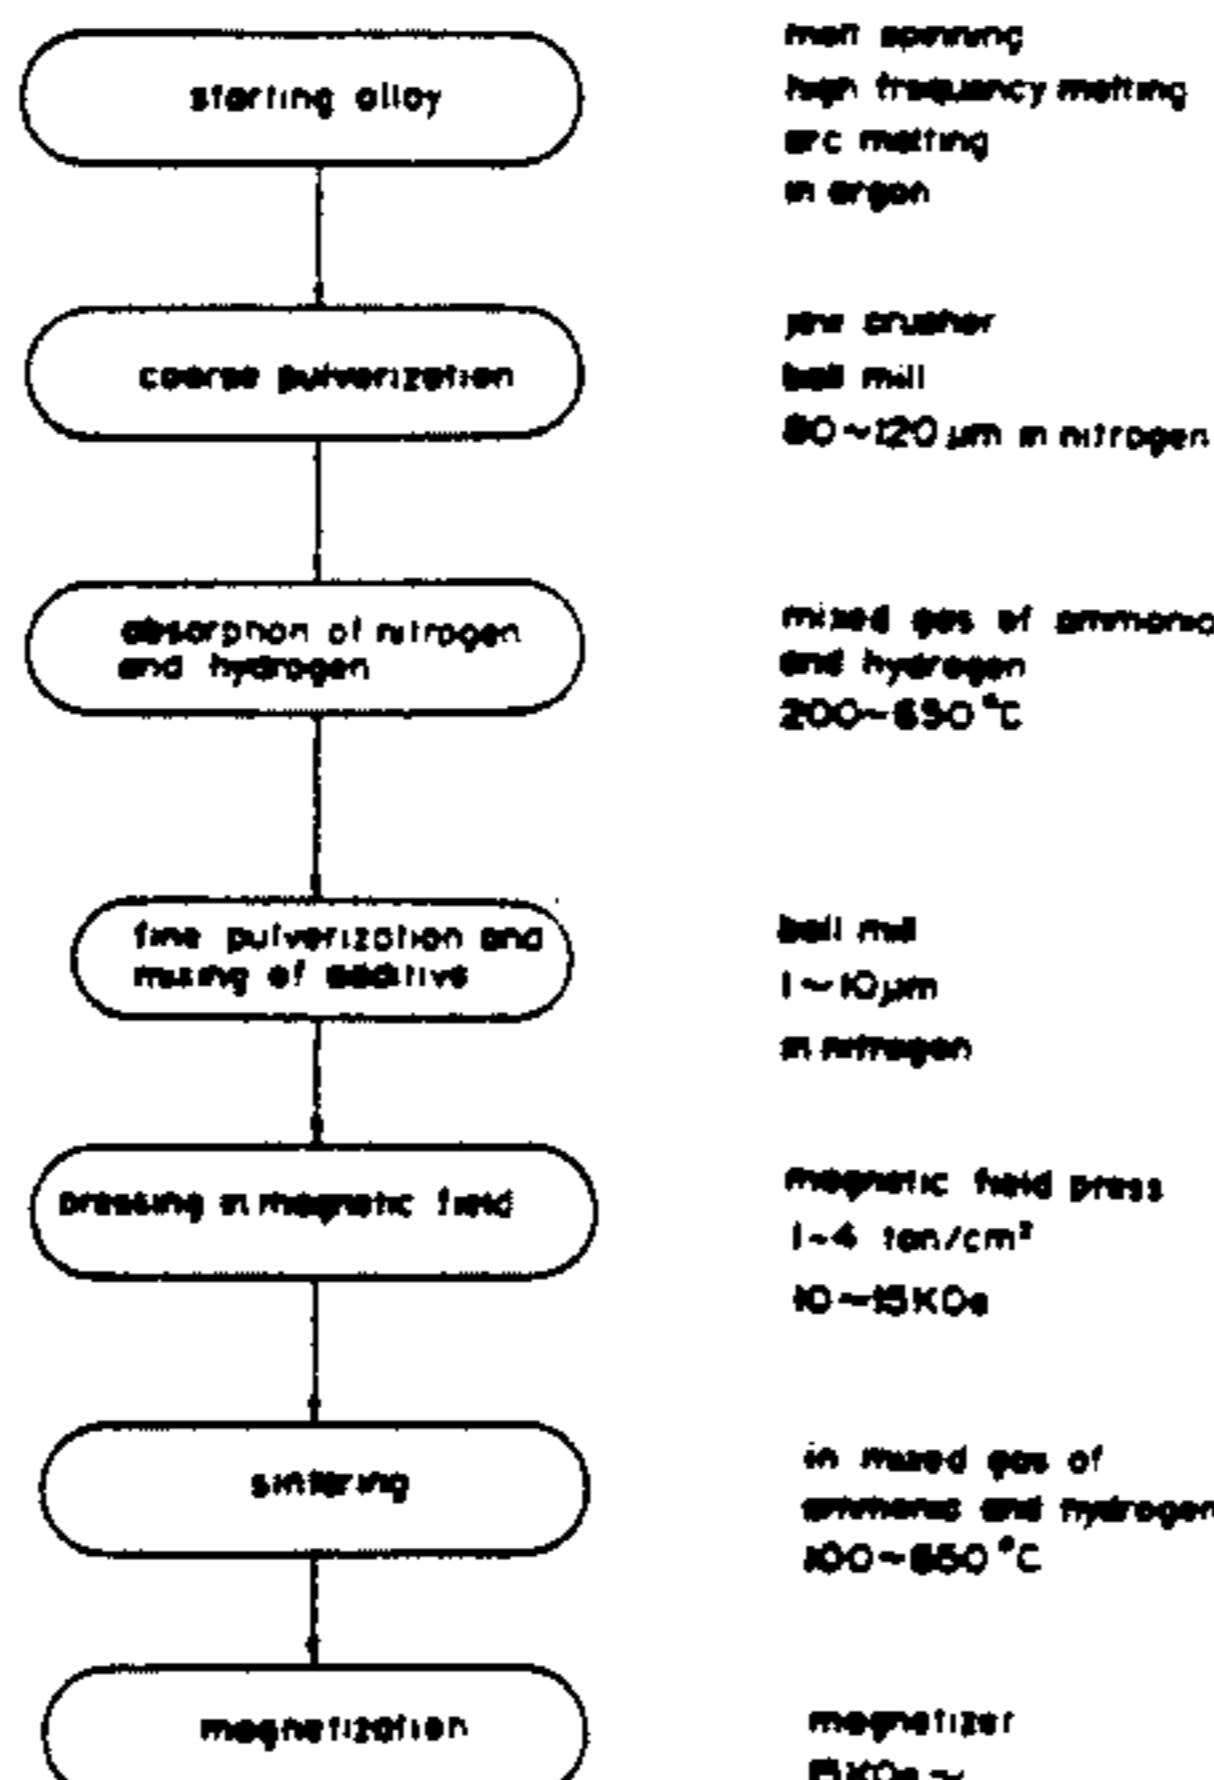 starting alloy
melt spinning
high frequency melting
arc melting
in argon
coarse pulverization
jaw crusher
ball mill
80~120 μm in nitrogen
absorption of nitrogen
and hydrogen
mixed gas of ammonia
and hydrogen
200~650 °C
fine pulverization and
mixing of additive
ball mill
1~10 μm
in nitrogen
pressing in magnetic field
magnetic field press
1~4 ton/cm²
10~15KOe
sintering
in mixed gas of
ammonia and hydrogen
100~650 °C
magnetization
magnetizer
15KOe ~